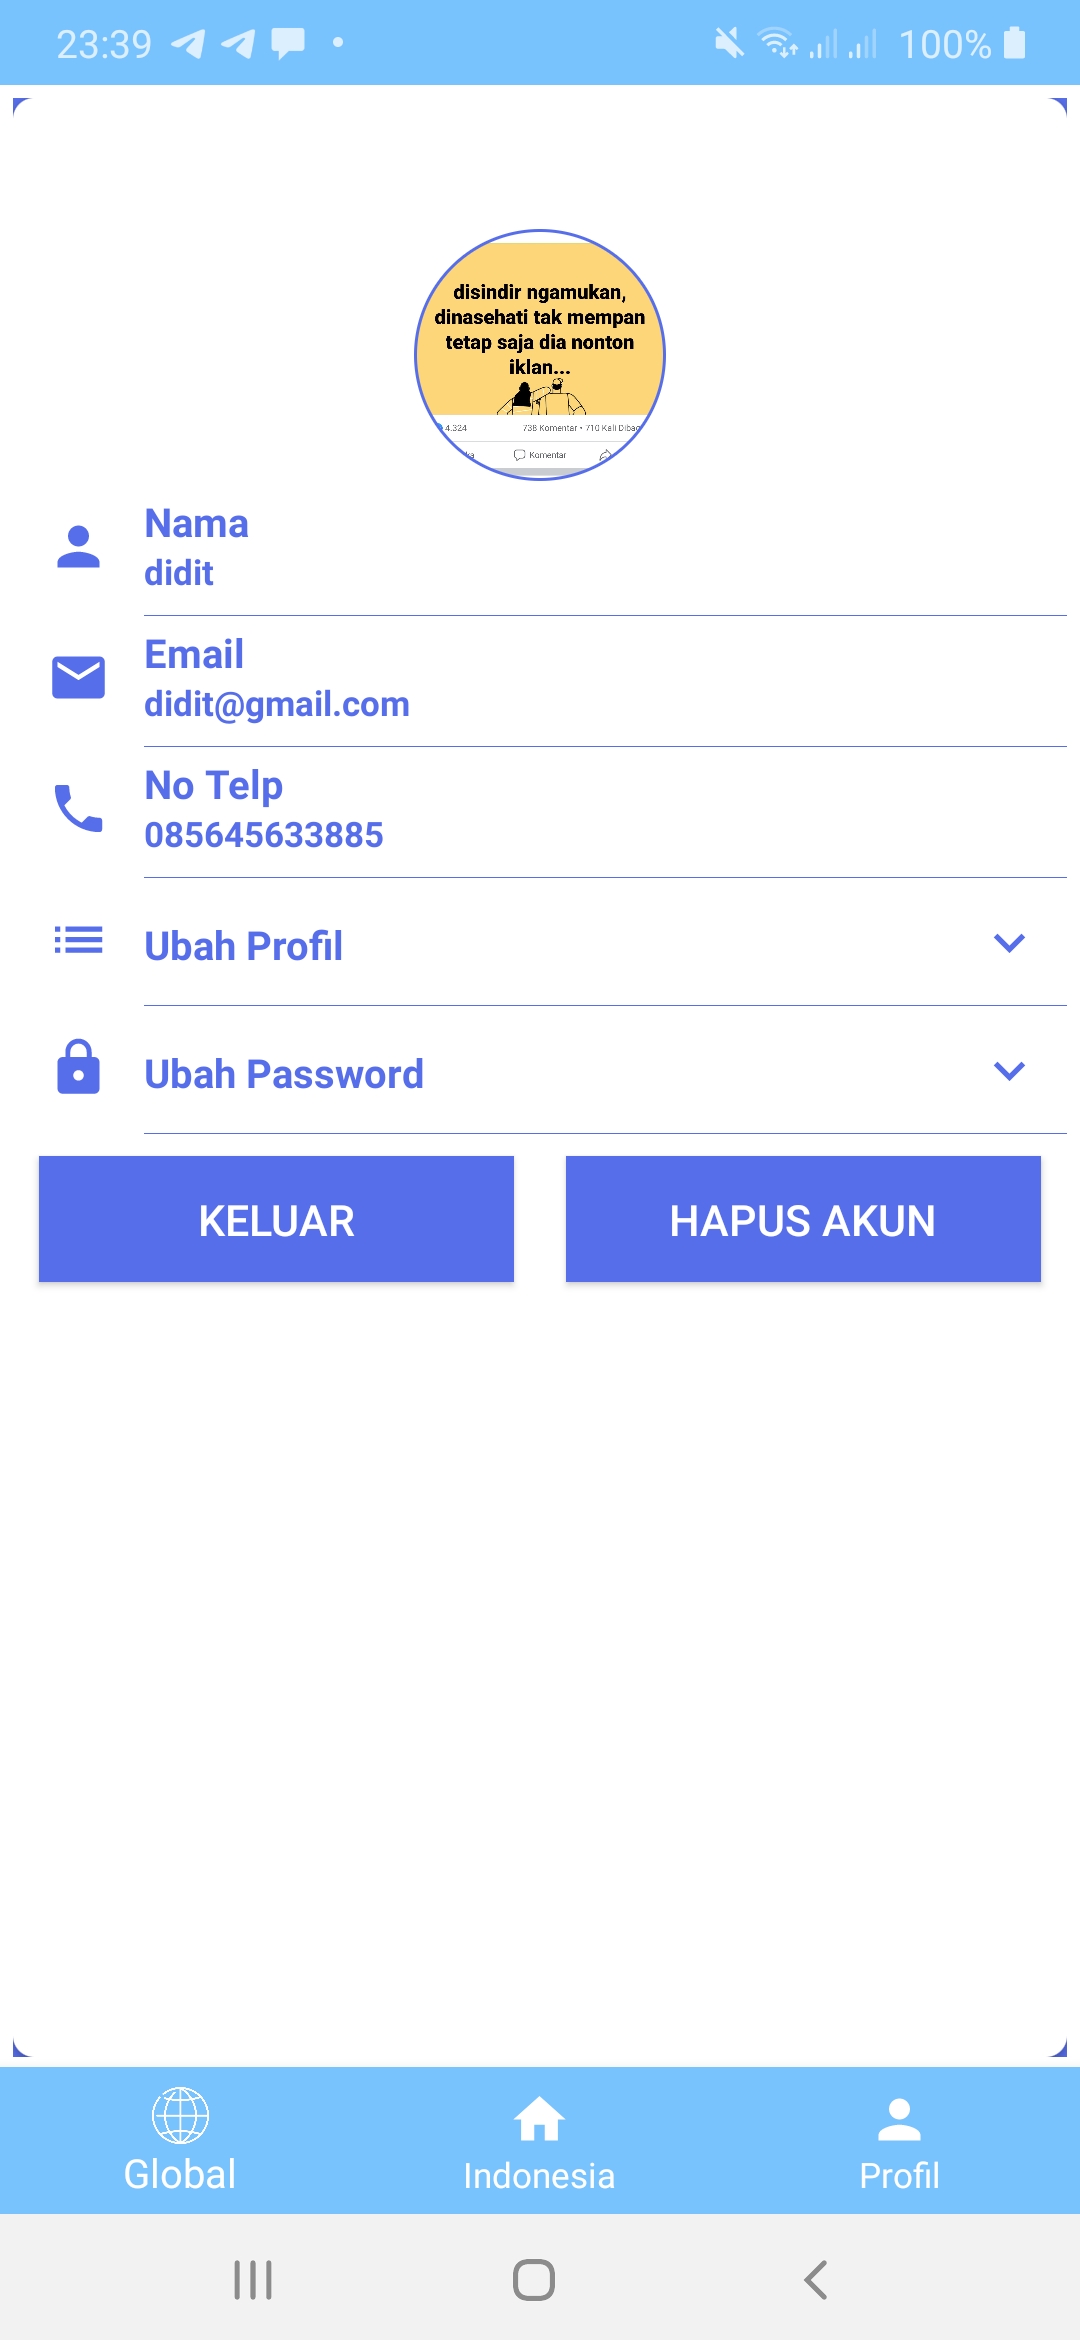 23:39
100%
disindir ngamukan,
dinasehati tak mempan
tetap saja dia nonton
iklan...
4.324 738 Komentar • 710 Kali Dibag
ka Komentar
Nama
didit
Email
didit@gmail.com
No Telp
085645633885
Ubah Profil
Ubah Password
KELUAR HAPUS AKUN
Global Indonesia Profil